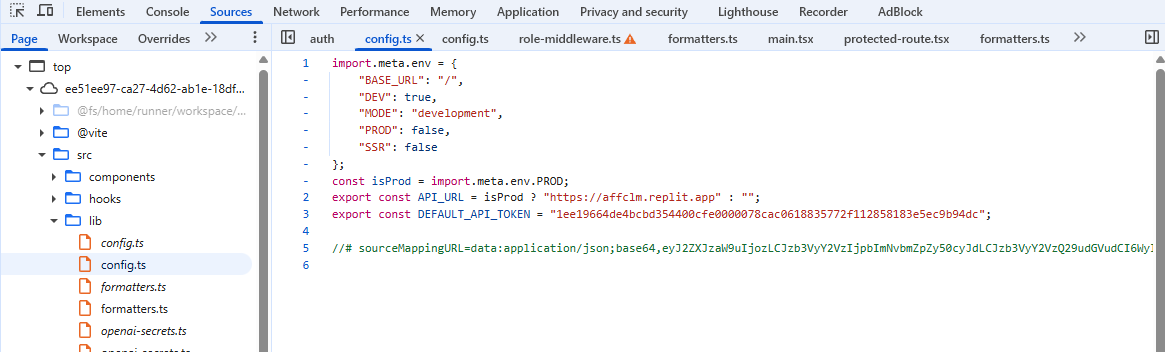 Elements Console Sources Network Performance Memory Application Privacy and security Lighthouse Recorder AdBlock
Page Workspace Overrides
auth config.ts config.ts role-middleware.ts formatters.ts main.tsx protected-route.tsx formatters.ts
top
ee51ee97-ca27-4d62-ab1e-18df...
@fs/home/runner/workspace/...
@vite
src
components
hooks
lib
config.ts
config.ts
formatters.ts
formatters.ts
openai-secrets.ts
openai-secrets.ts
1 import.meta.env = {
- "BASE_URL": "/",
- "DEV": true,
- "MODE": "development",
- "PROD": false,
- "SSR": false
- };
- const isProd = import.meta.env.PROD;
2 export const API_URL = isProd ? "https://affclm.replit.app" : "";
3 export const DEFAULT_API_TOKEN = "1ee19664de4bcbd354400cfe0000078cac0618835772f112858183e5ec9b94dc";
4
5 //# sourceMappingURL=data:application/json;base64,eyJ2ZXJzaW9uIjozLCJzb3VyY2VzIjpbImNvbmZpZy50cyJdLCJzb3VyY2VzQ29udGVudCI6WyI
6